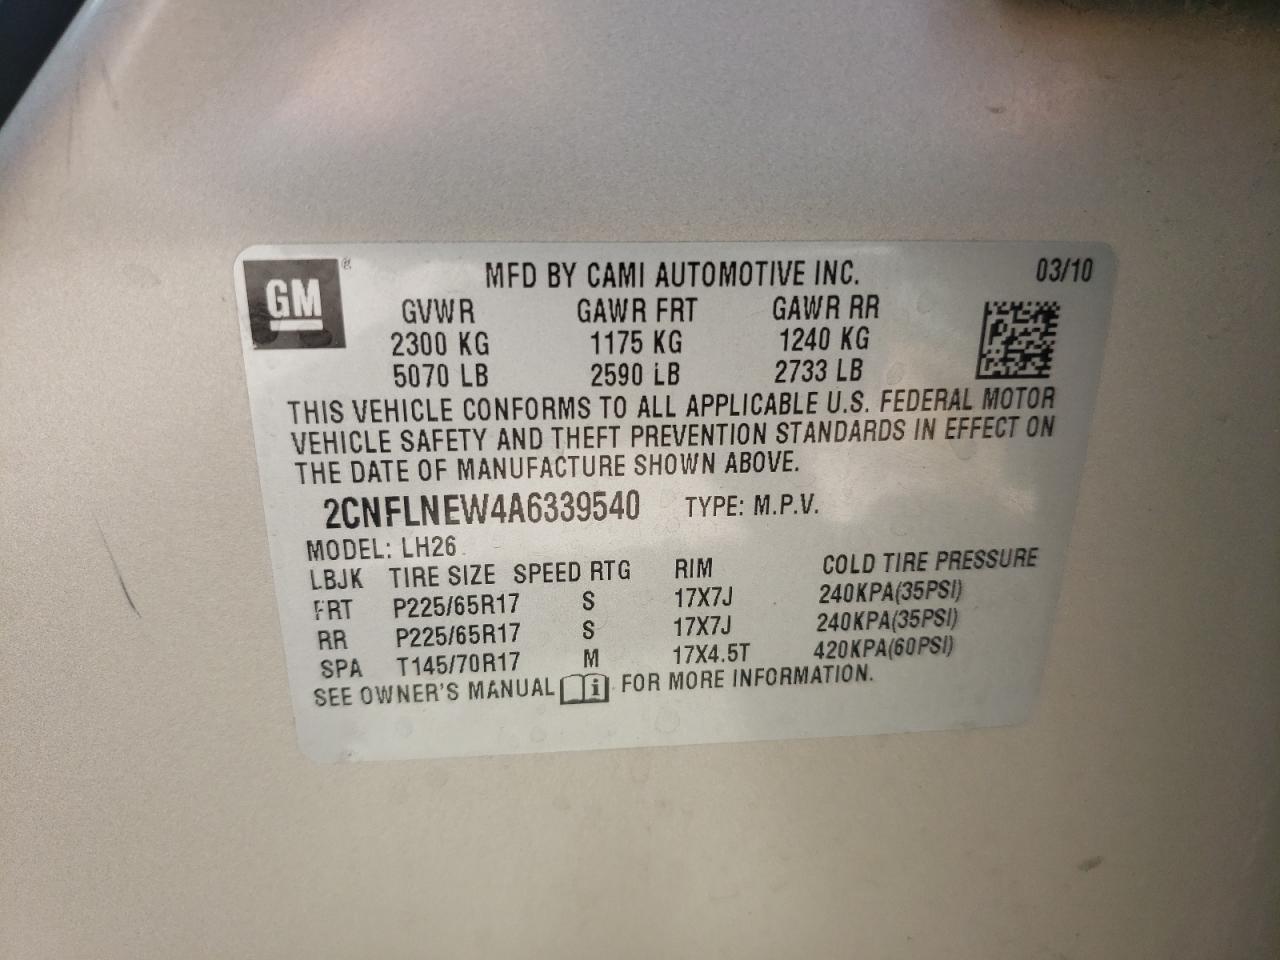 GM ®
MFD BY CAMI AUTOMOTIVE INC. 03/10
GVWR GAWR FRT GAWR RR
2300 KG 1175 KG 1240 KG
5070 LB 2590 LB 2733 LB
THIS VEHICLE CONFORMS TO ALL APPLICABLE U.S. FEDERAL MOTOR
VEHICLE SAFETY AND THEFT PREVENTION STANDARDS IN EFFECT ON
THE DATE OF MANUFACTURE SHOWN ABOVE.
2CNFLNEW4A6339540 TYPE: M.P.V.
MODEL: LH26
LBJK TIRE SIZE SPEED RTG RIM COLD TIRE PRESSURE
FRT P225/65R17 S 17X7J 240KPA(35PSI)
RR P225/65R17 S 17X7J 240KPA(35PSI)
SPA T145/70R17 M 17X4.5T 420KPA(60PSI)
SEE OWNER'S MANUAL i FOR MORE INFORMATION.